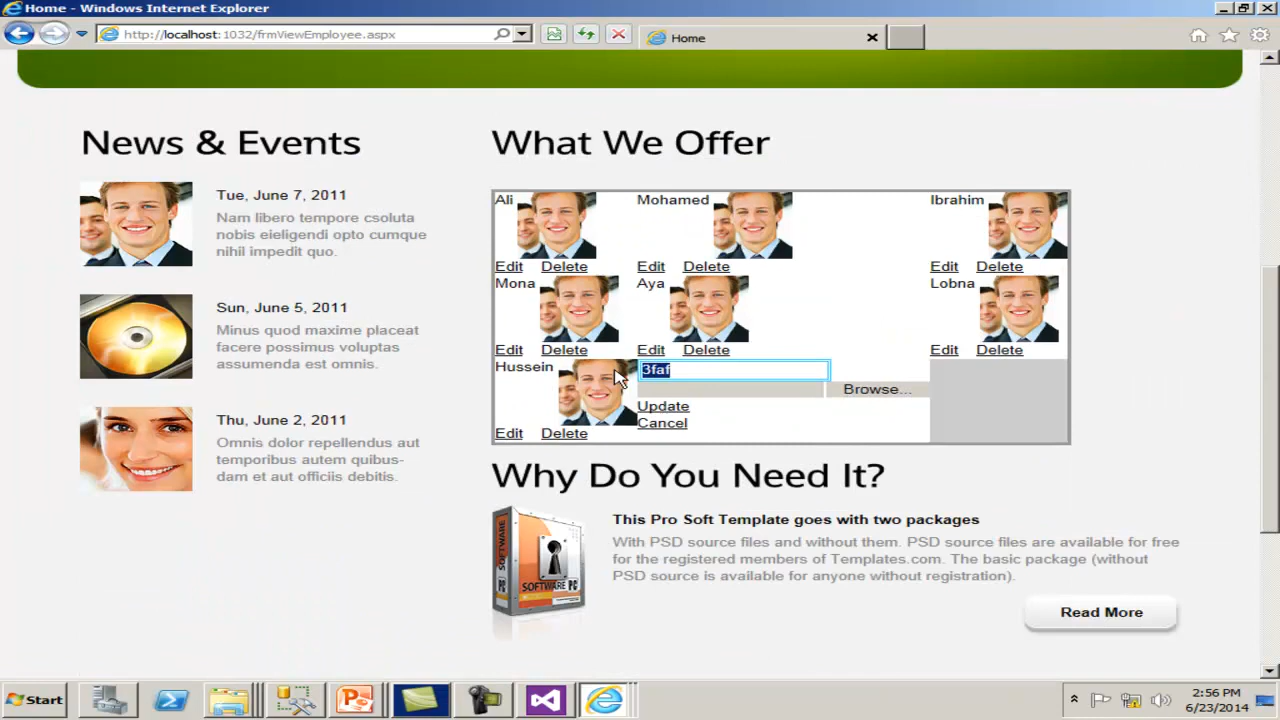 Home - Windows Internet Explorer
http://localhost:1032/frmViewEmployee.aspx
Home
News & Events
Tue, June 7, 2011
Nam libero tempore csoluta
nobis eieligendi opto cumque
nihil impedit quo.
Sun, June 5, 2011
Minus quod maxime placeat
facere possimus voluptas
assumenda est omnis.
Thu, June 2, 2011
Omnis dolor repellendus aut
temporibus autem quibus-
dam et aut officiis debitis.
What We Offer
Ali Mohamed Ibrahim
Edit Delete Edit Delete Edit Delete
Mona Aya Lobna
Edit Delete Edit Delete Edit Delete
Hussein 3faf
Browse...
Update
Cancel
Edit Delete
Why Do You Need It?
SOFTWARE
SOFTWARE PC
This Pro Soft Template goes with two packages
With PSD source files and without them. PSD source files are available for free
for the registered members of Templates.com. The basic package (without
PSD source is available for anyone without registration).
Read More
Start
2:56 PM
6/23/2014